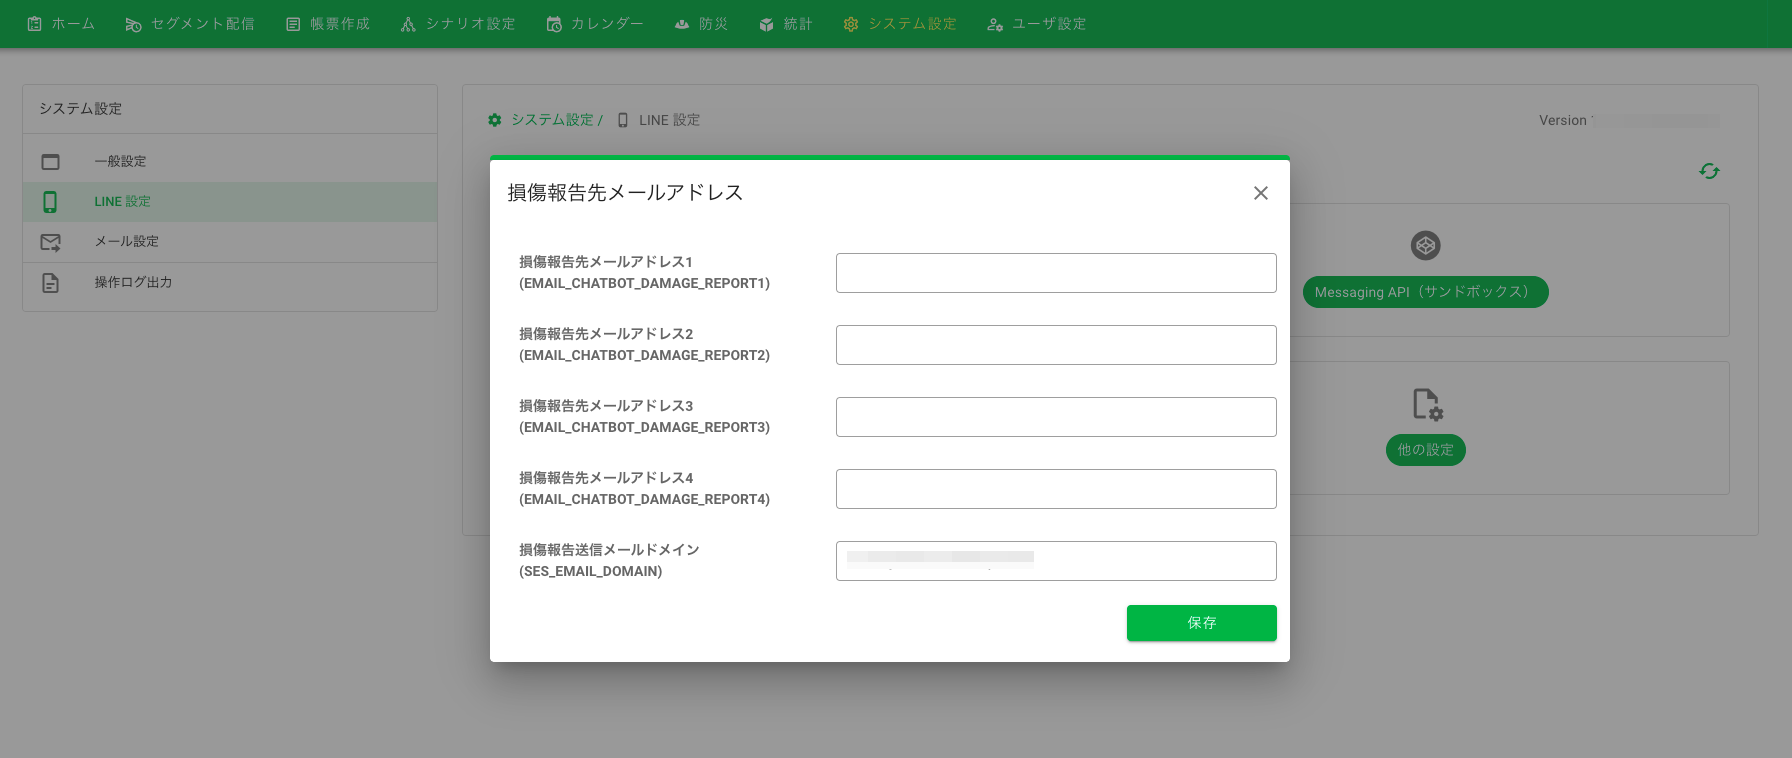 ホーム
セグメント配信
帳票作成
シナリオ設定
カレンダー
防災
統計
システム設定
ユーザ設定
システム設定
一般設定
LINE 設定
メール設定
操作ログ出力
システム設定 /
LINE 設定
Version
損傷報告先メールアドレス
損傷報告先メールアドレス1
(EMAIL_CHATBOT_DAMAGE_REPORT1)
損傷報告先メールアドレス2
(EMAIL_CHATBOT_DAMAGE_REPORT2)
損傷報告先メールアドレス3
(EMAIL_CHATBOT_DAMAGE_REPORT3)
損傷報告先メールアドレス4
(EMAIL_CHATBOT_DAMAGE_REPORT4)
損傷報告送信メールドメイン
(SES_EMAIL_DOMAIN)
保存
Messaging API（サンドボックス）
他の設定